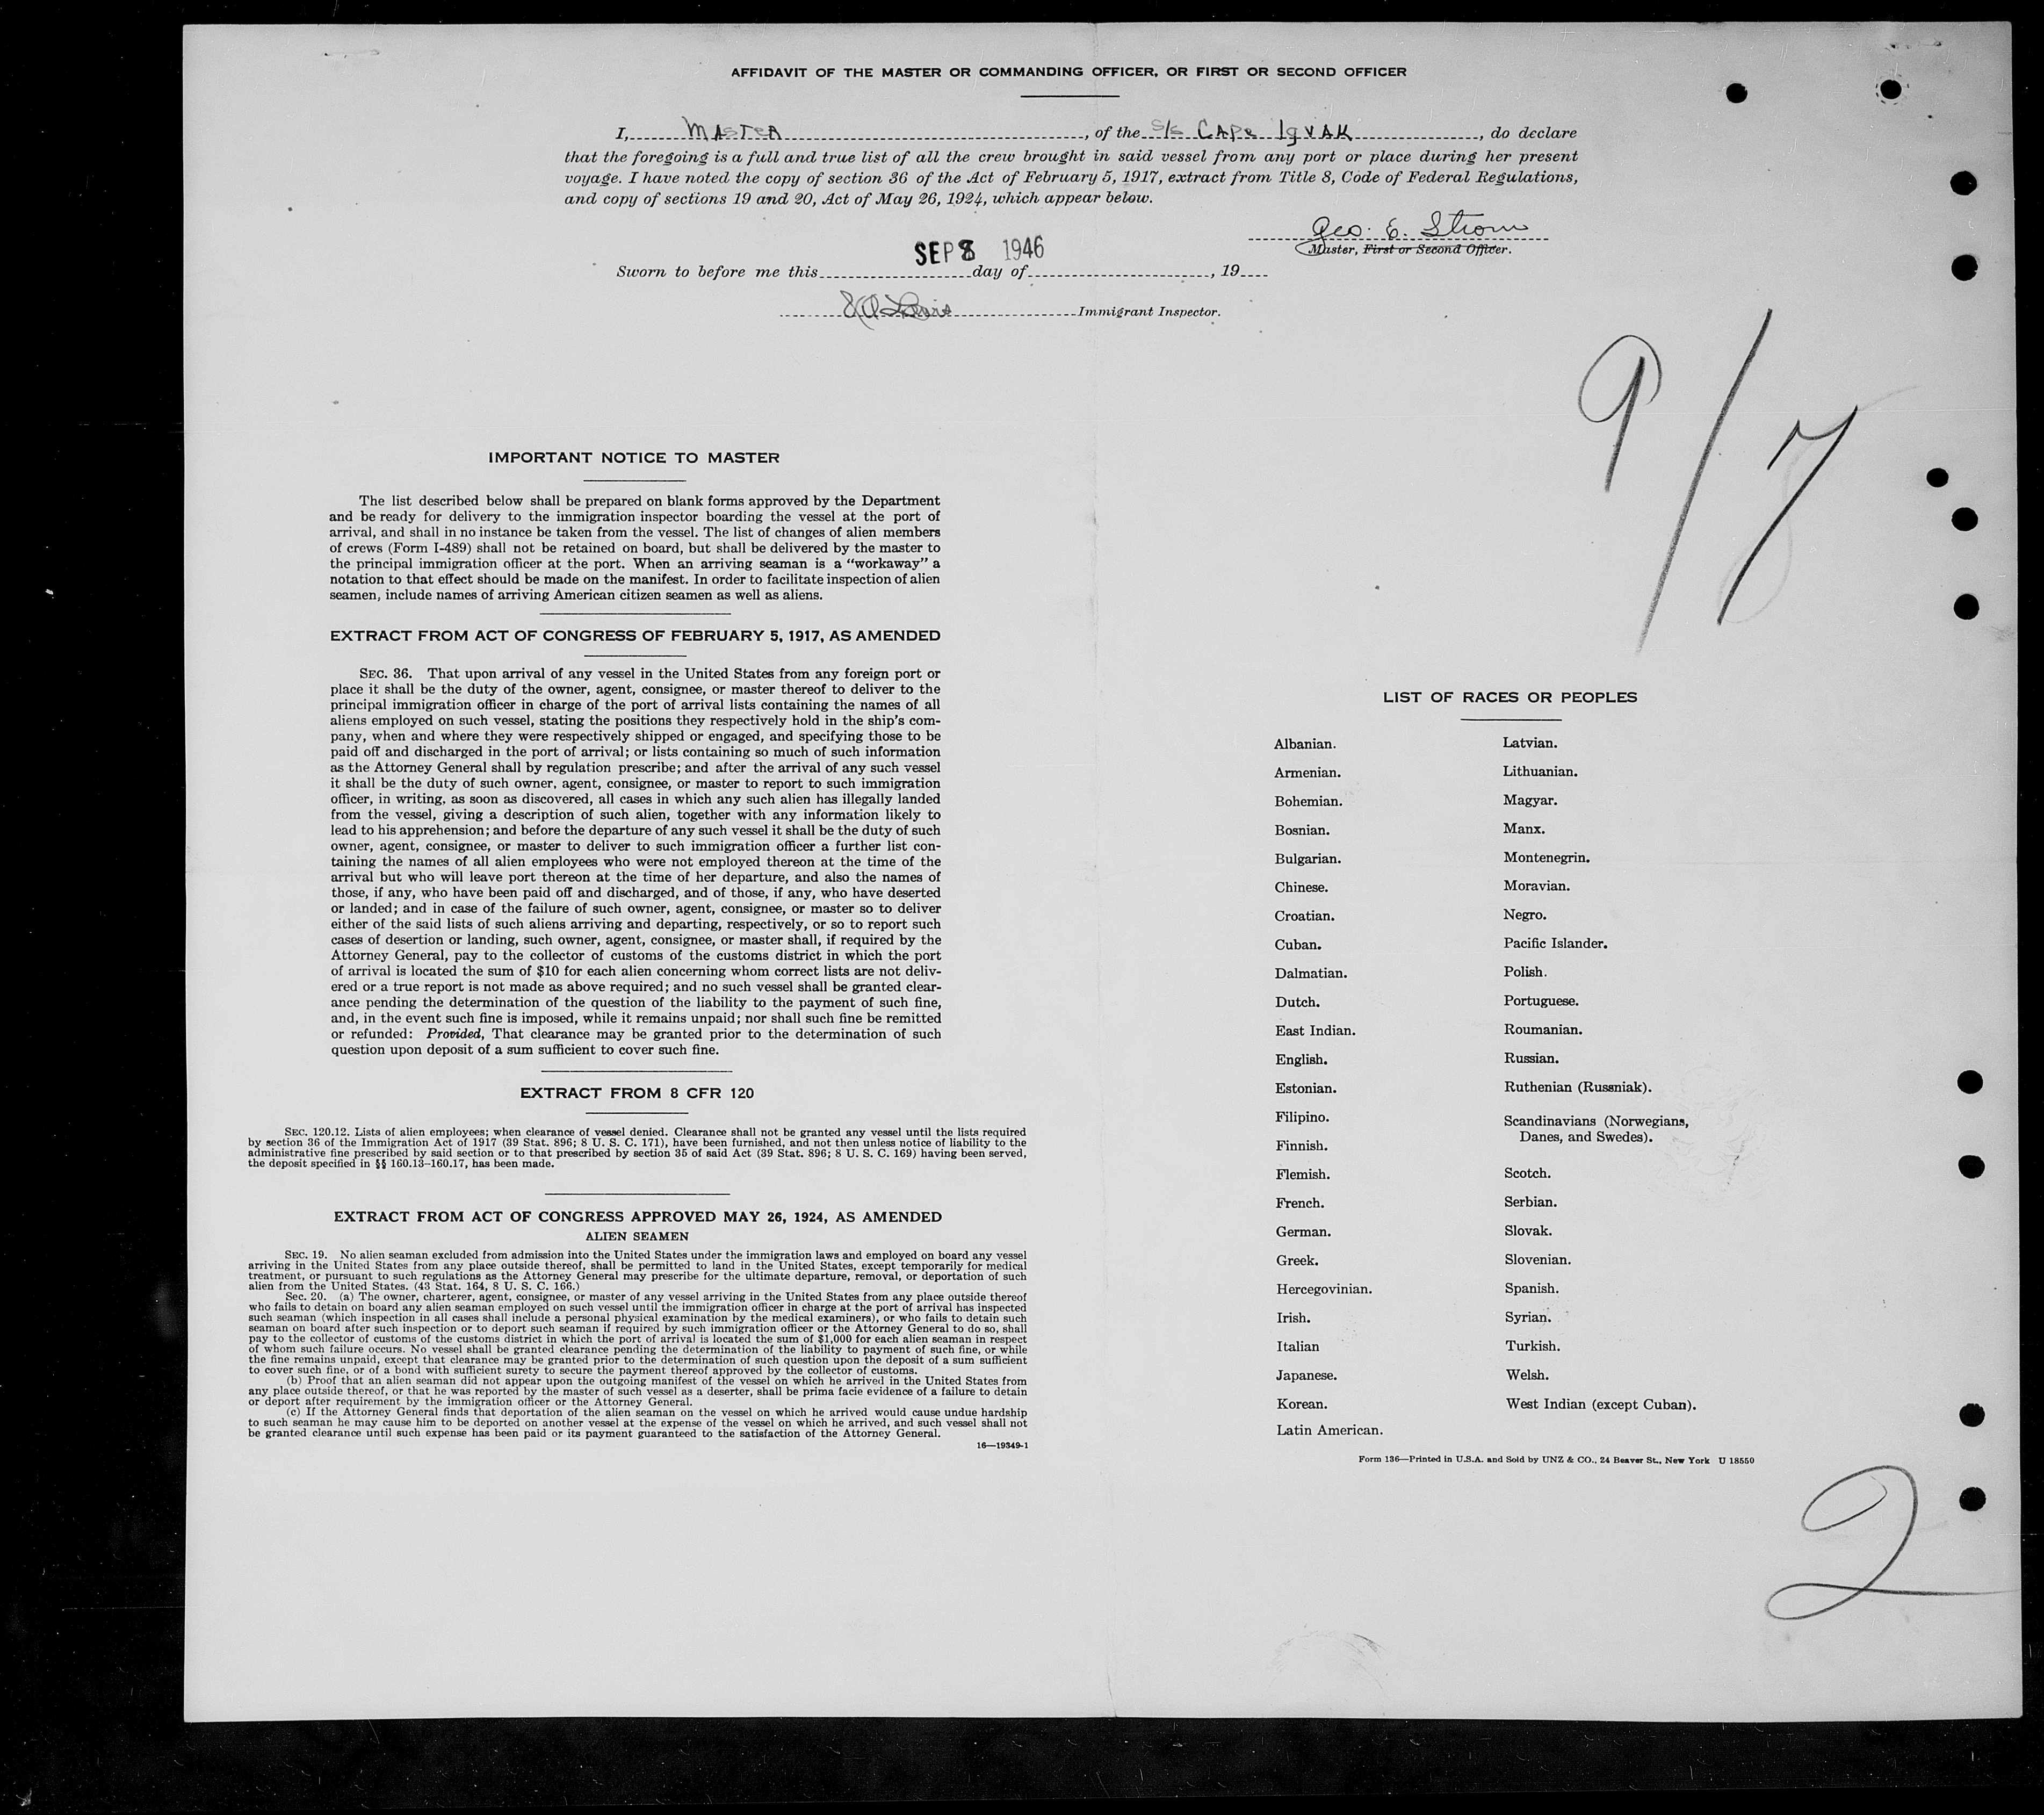 AFFIDAVIT OF THE MASTER OR COMMANDING OFFICER, OR FIRST OR SECOND OFFICER
I, MASTER, of the S/S CAPE IgVAK, do declare
that the foregoing is a full and true list of all the crew brought in said vessel from any port or place during her present
voyage. I have noted the copy of section 36 of the Act of February 5, 1917, extract from Title 8, Code of Federal Regulations,
and copy of sections 19 and 20, Act of May 26, 1924, which appear below.
Geo. E. Strom
Master, First or Second Officer.
SEP 8 1946
Sworn to before me this day of , 19
Immigrant Inspector.
9/7
IMPORTANT NOTICE TO MASTER
The list described below shall be prepared on blank forms approved by the Department
and be ready for delivery to the immigration inspector boarding the vessel at the port of
arrival, and shall in no instance be taken from the vessel. The list of changes of alien members
of crews (Form I-489) shall not be retained on board, but shall be delivered by the master to
the principal immigration officer at the port. When an arriving seaman is a “workaway” a
notation to that effect should be made on the manifest. In order to facilitate inspection of alien
seamen, include names of arriving American citizen seamen as well as aliens.
EXTRACT FROM ACT OF CONGRESS OF FEBRUARY 5, 1917, AS AMENDED
SEC. 36. That upon arrival of any vessel in the United States from any foreign port or
place it shall be the duty of the owner, agent, consignee, or master thereof to deliver to the
principal immigration officer in charge of the port of arrival lists containing the names of all
aliens employed on such vessel, stating the positions they respectively hold in the ship's com-
pany, when and where they were respectively shipped or engaged, and specifying those to be
paid off and discharged in the port of arrival; or lists containing so much of such information
as the Attorney General shall by regulation prescribe; and after the arrival of any such vessel
it shall be the duty of such owner, agent, consignee, or master to report to such immigration
officer, in writing, as soon as discovered, all cases in which any such alien has illegally landed
from the vessel, giving a description of such alien, together with any information likely to
lead to his apprehension; and before the departure of any such vessel it shall be the duty of such
owner, agent, consignee, or master to deliver to such immigration officer a further list con-
taining the names of all alien employees who were not employed thereon at the time of the
arrival but who will leave port thereon at the time of her departure, and also the names of
those, if any, who have been paid off and discharged, and of those, if any, who have deserted
or landed; and in case of the failure of such owner, agent, consignee, or master so to deliver
either of the said lists of such aliens arriving and departing, respectively, or so to report such
cases of desertion or landing, such owner, agent, consignee, or master shall, if required by the
Attorney General, pay to the collector of customs of the customs district in which the port
of arrival is located the sum of $10 for each alien concerning whom correct lists are not deliv-
ered or a true report is not made as above required; and no such vessel shall be granted clear-
ance pending the determination of the question of the liability to the payment of such fine,
and, in the event such fine is imposed, while it remains unpaid; nor shall such fine be remitted
or refunded: Provided, That clearance may be granted prior to the determination of such
question upon deposit of a sum sufficient to cover such fine.
EXTRACT FROM 8 CFR 120
SEC. 120.12. Lists of alien employees; when clearance of vessel denied. Clearance shall not be granted any vessel until the lists required
by section 36 of the Immigration Act of 1917 (39 Stat. 896; 8 U. S. C. 171), have been furnished, and not then unless notice of liability to the
administrative fine prescribed by said section or to that prescribed by section 35 of said Act (39 Stat. 896; 8 U. S. C. 169) having been served,
the deposit specified in §§ 160.13–160.17, has been made.
EXTRACT FROM ACT OF CONGRESS APPROVED MAY 26, 1924, AS AMENDED
ALIEN SEAMEN
SEC. 19. No alien seaman excluded from admission into the United States under the immigration laws and employed on board any vessel
arriving in the United States from any place outside thereof, shall be permitted to land in the United States, except temporarily for medical
treatment, or pursuant to such regulations as the Attorney General may prescribe for the ultimate departure, removal, or deportation of such
alien from the United States. (43 Stat. 164, 8 U. S. C. 166.)
Sec. 20. (a) The owner, charterer, agent, consignee, or master of any vessel arriving in the United States from any place outside thereof
who fails to detain on board any alien seaman employed on such vessel until the immigration officer in charge at the port of arrival has inspected
such seaman (which inspection in all cases shall include a personal physical examination by the medical examiners), or who fails to detain such
seaman on board after such inspection or to deport such seaman if required by such immigration officer or the Attorney General to do so, shall
pay to the collector of customs of the customs district in which the port of arrival is located the sum of $1,000 for each alien seaman in respect
of whom such failure occurs. No vessel shall be granted clearance pending the determination of the liability to payment of such fine, or while
the fine remains unpaid, except that clearance may be granted prior to the determination of such question upon the deposit of a sum sufficient
to cover such fine, or of a bond with sufficient surety to secure the payment thereof approved by the collector of customs.
(b) Proof that an alien seaman did not appear upon the outgoing manifest of the vessel on which he arrived in the United States from
any place outside thereof, or that he was reported by the master of such vessel as a deserter, shall be prima facie evidence of a failure to detain
or deport after requirement by the immigration officer or the Attorney General.
(c) If the Attorney General finds that deportation of the alien seaman on the vessel on which he arrived would cause undue hardship
to such seaman he may cause him to be deported on another vessel at the expense of the vessel on which he arrived, and such vessel shall not
be granted clearance until such expense has been paid or its payment guaranteed to the satisfaction of the Attorney General.
16—19349-1
LIST OF RACES OR PEOPLES
Albanian.
Armenian.
Bohemian.
Bosnian.
Bulgarian.
Chinese.
Croatian.
Cuban.
Dalmatian.
Dutch.
East Indian.
English.
Estonian.
Filipino.
Finnish.
Flemish.
French.
German.
Greek.
Hercegovinian.
Irish.
Italian
Japanese.
Korean.
Latin American.
Latvian.
Lithuanian.
Magyar.
Manx.
Montenegrin.
Moravian.
Negro.
Pacific Islander.
Polish.
Portuguese.
Roumanian.
Russian.
Ruthenian (Russniak).
Scandinavians (Norwegians,
Danes, and Swedes).
Scotch.
Serbian.
Slovak.
Slovenian.
Spanish.
Syrian.
Turkish.
Welsh.
West Indian (except Cuban).
Form 136—Printed in U.S.A. and Sold by UNZ & CO., 24 Beaver St., New York U 18550
2